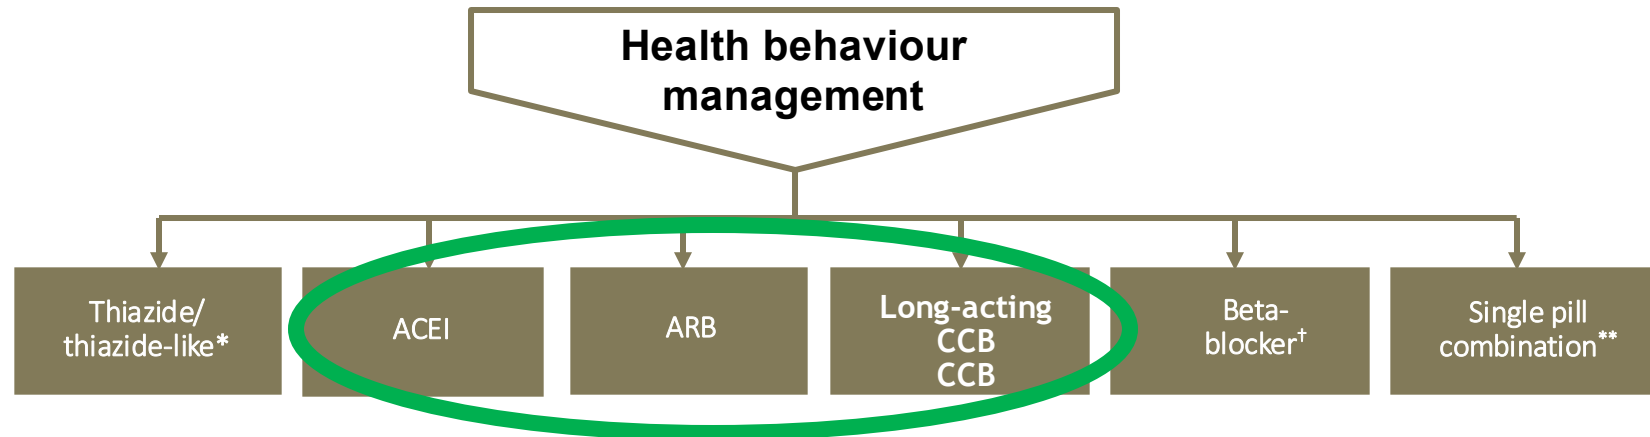 Health behaviour
management
Thiazide/
thiazide-like*
ACEI
ARB
Long-acting
CCB
CCB
Beta-
blocker†
Single pill
combination**